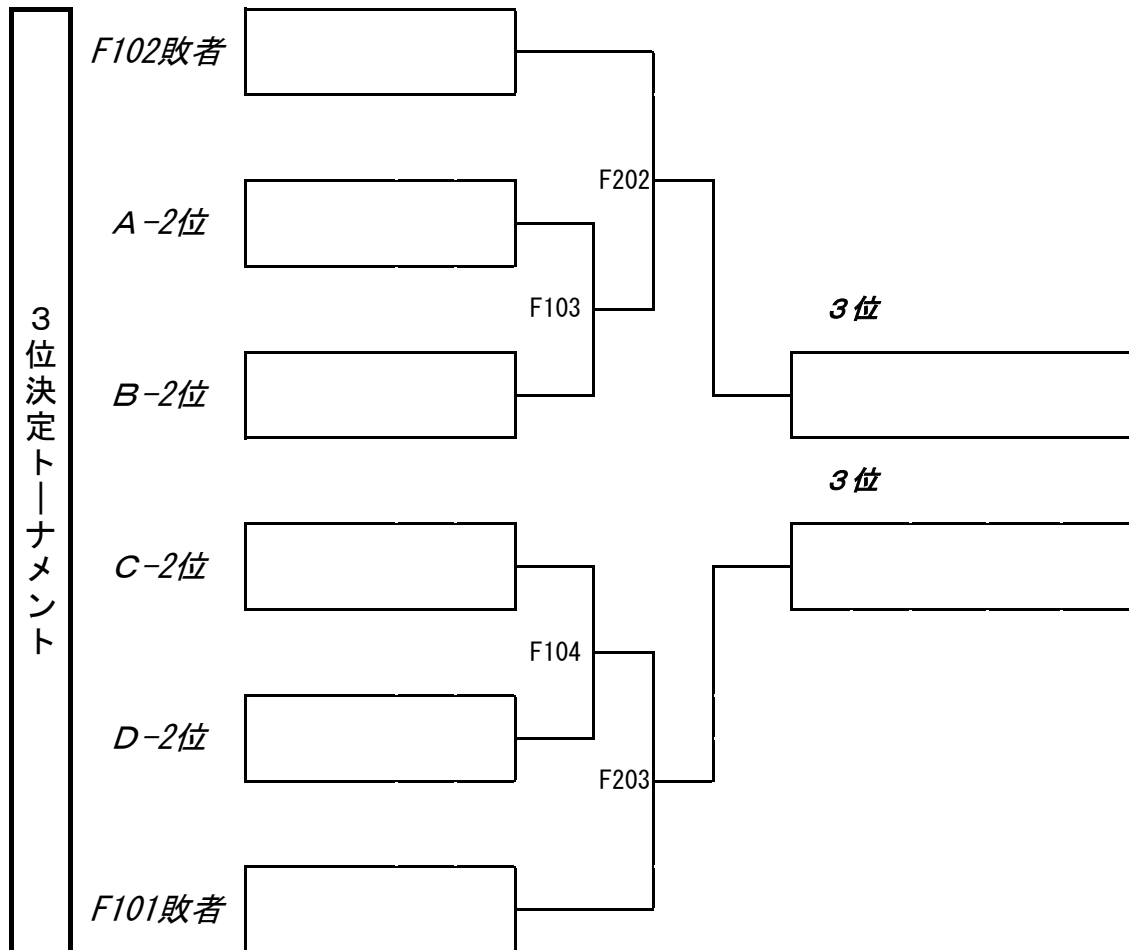 3位決定トーナメント
F102敗者
A-2位
B-2位
C-2位
D-2位
F101敗者
F103
F104
F202
F203
3位
3位